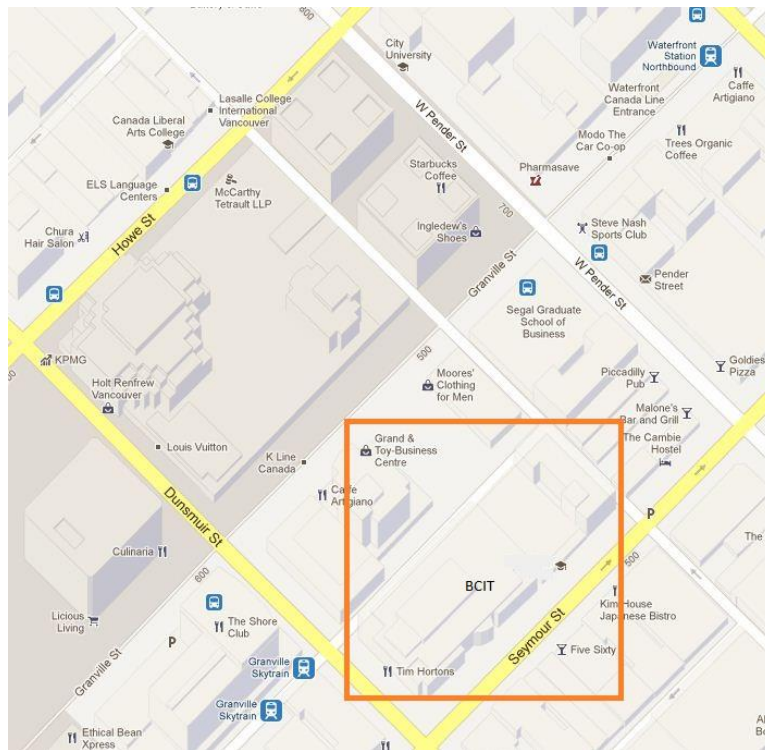 800
City
University
Waterfront
Station
Northbound
Caffe
Artigiano
Waterfront
Canada Line
Entrance
Lasalle College
International
Vancouver
Canada Liberal
Arts College
W Pender St
Modo The
Car Co-op
Trees Organic
Coffee
Starbucks
Coffee
Pharmasave
ELS Language
Centers
McCarthy
Tetrault LLP
700
Chura
Hair Salon
Howe St
Ingledew's
Shoes
Steve Nash
Sports Club
Granville St
W Pender St
Pender
Street
Segal Graduate
School of
Business
500
KPMG
Holt Renfrew
Vancouver
Moores'
Clothing
for Men
Piccadilly
Pub
Goldies
Pizza
Malone's
Bar and Grill
The Cambie
Hostel
Louis Vuitton
K Line
Canada
Grand &
Toy-Business
Centre
Caffe
Artigiano
Dunsmuir St
P
The
Culinaria
600
500
BCIT
Licious
Living
The Shore
Club
P
Kim House
Japanese Bistro
Seymour St
Five Sixty
Granville St
Granville
Skytrain
Tim Hortons
Granville
Skytrain
Ethical Bean
Xpress